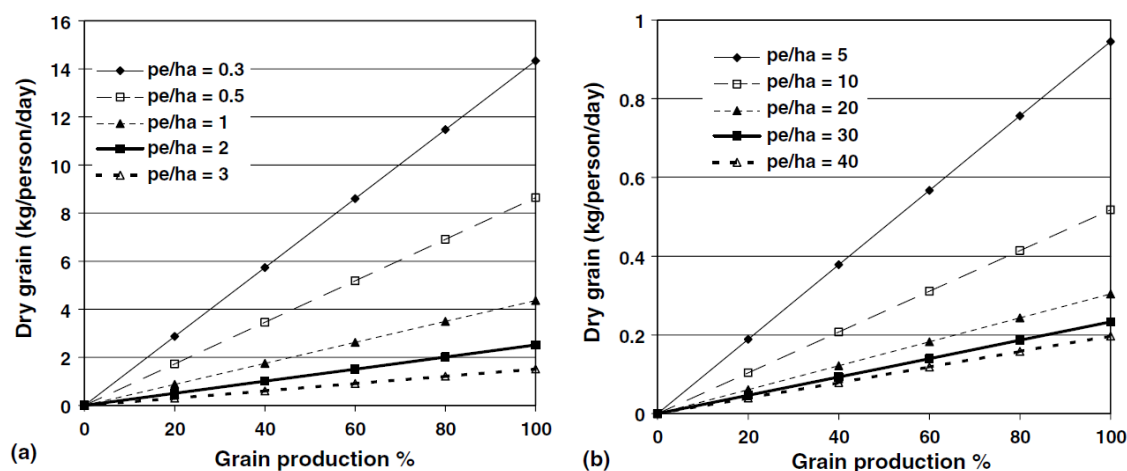 16
14
12
10
8
6
4
2
0
Dry grain (kg/person/day)
pe/ha = 0.3
pe/ha = 0.5
pe/ha = 1
pe/ha = 2
pe/ha = 3
0 20 40 60 80 100
Grain production %
(a)
1
0.8
0.6
0.4
0.2
0
Dry grain (kg/person/day)
pe/ha = 5
pe/ha = 10
pe/ha = 20
pe/ha = 30
pe/ha = 40
0 20 40 60 80 100
Grain production %
(b)